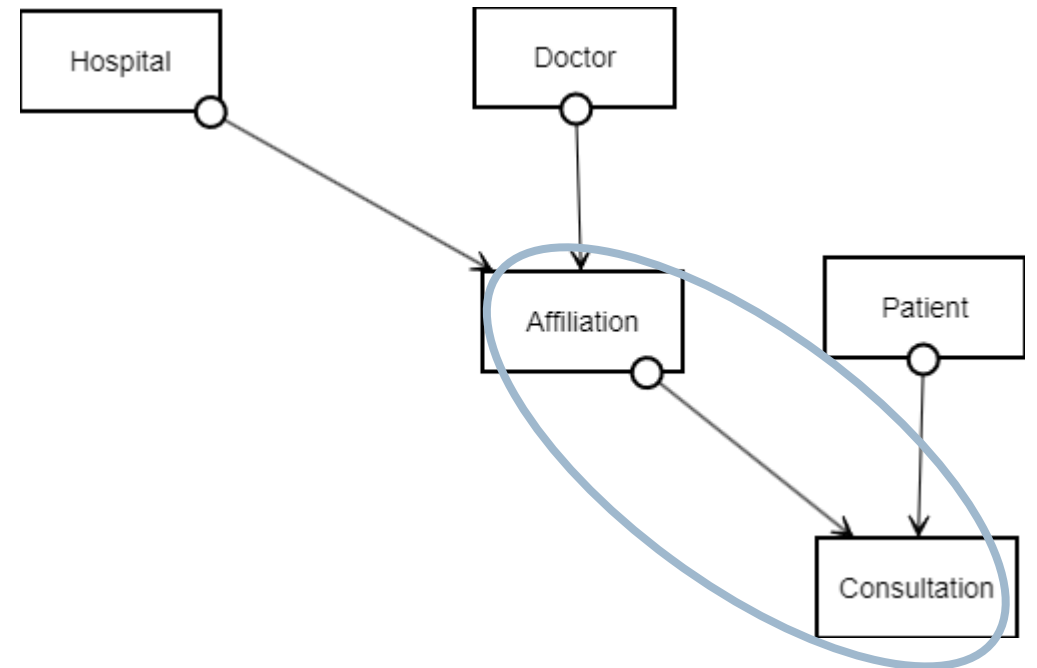 Hospital
Doctor
Affiliation
Patient
Consultation